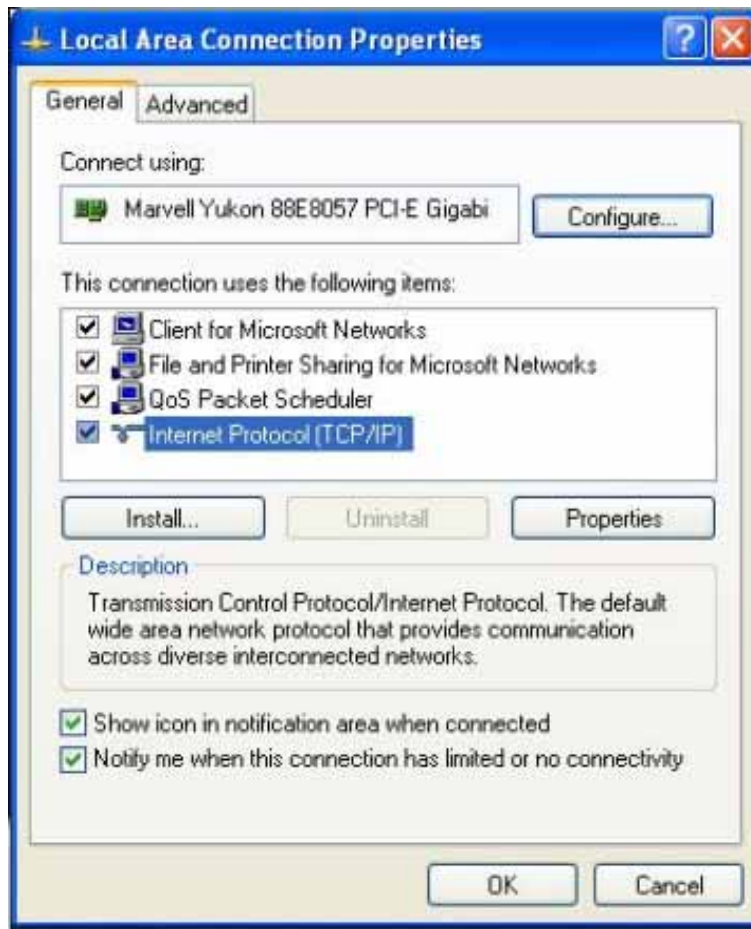 Local Area Connection Properties
General Advanced
Connect using:
Marvell Yukon 88E8057 PCI-E Gigabi
Configure...
This connection uses the following items:
Client for Microsoft Networks
File and Printer Sharing for Microsoft Networks
QoS Packet Scheduler
Internet Protocol (TCP/IP)
Install... Uninstall Properties
Description
Transmission Control Protocol/Internet Protocol. The default
wide area network protocol that provides communication
across diverse interconnected networks.
Show icon in notification area when connected
Notify me when this connection has limited or no connectivity
OK Cancel